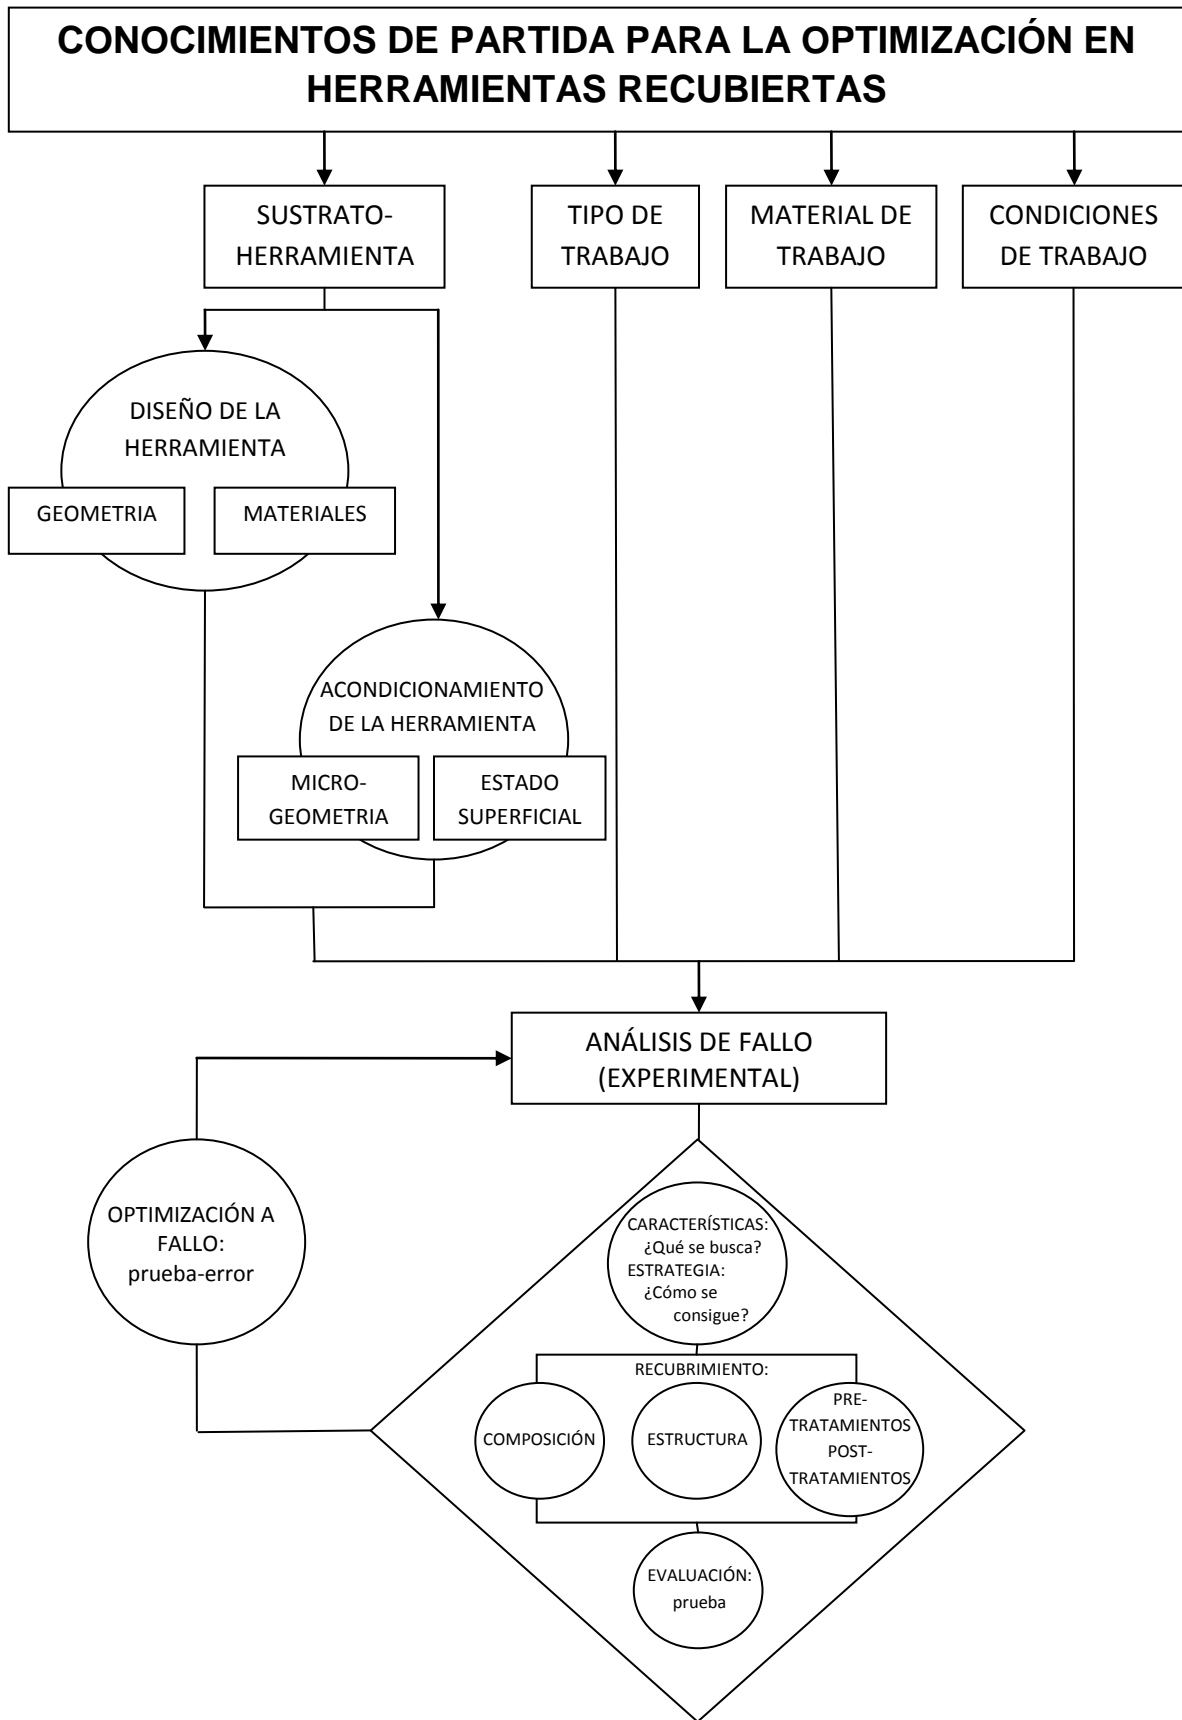 CONOCIMIENTOS DE PARTIDA PARA LA OPTIMIZACIÓN EN
HERRAMIENTAS RECUBIERTAS
SUSTRATO-
HERRAMIENTA
TIPO DE
TRABAJO
MATERIAL DE
TRABAJO
CONDICIONES
DE TRABAJO
DISEÑO DE LA
HERRAMIENTA
GEOMETRIA
MATERIALES
ACONDICIONAMIENTO
DE LA HERRAMIENTA
MICRO-
GEOMETRIA
ESTADO
SUPERFICIAL
ANÁLISIS DE FALLO
(EXPERIMENTAL)
OPTIMIZACIÓN A
FALLO:
prueba-error
CARACTERÍSTICAS:
¿Qué se busca?
ESTRATEGIA:
¿Cómo se
consigue?
RECUBRIMIENTO:
COMPOSICIÓN
ESTRUCTURA
PRE-
TRATAMIENTOS
POST-
TRATAMIENTOS
EVALUACIÓN:
prueba